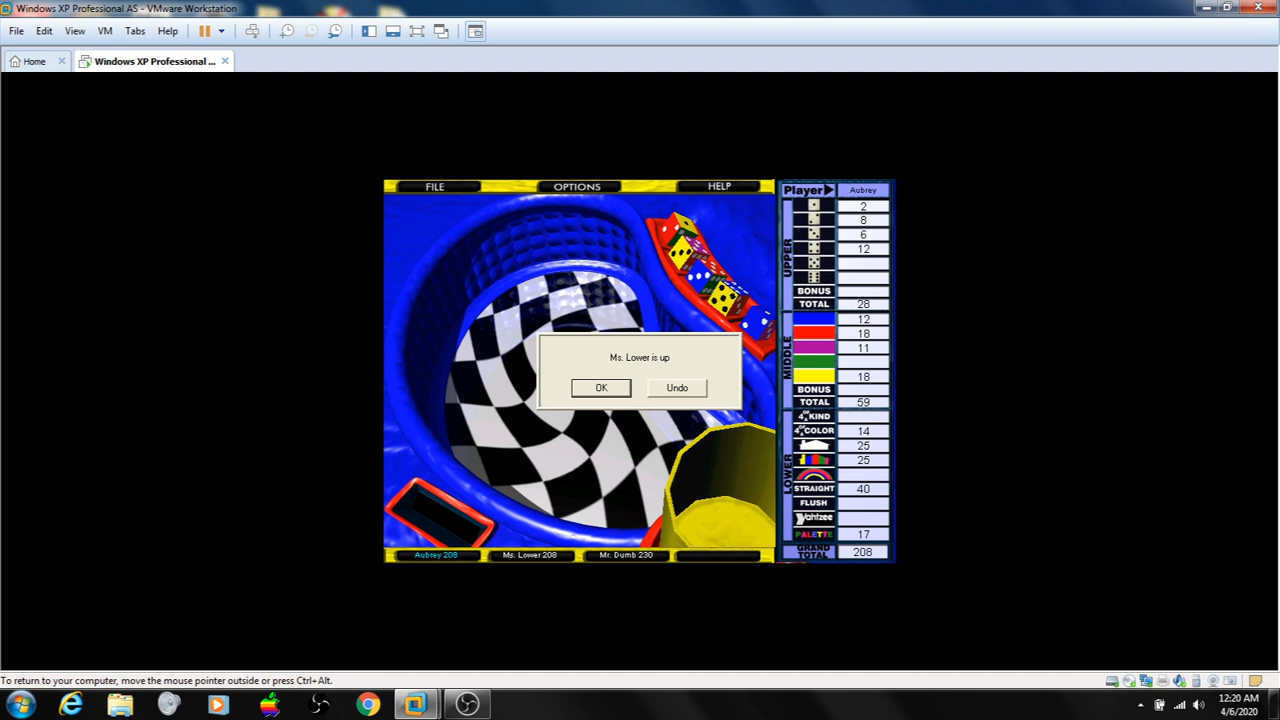 Windows XP Professional AS - VMware Workstation
File Edit View VM Tabs Help
Home
Windows XP Professional ...
FILE OPTIONS HELP
Player Aubrey
UPPER
2
8
6
12
BONUS
TOTAL 28
MIDDLE
12
18
11
18
BONUS
TOTAL 59
LOWER
4 OF A KIND
4 OF A COLOR 14
25
25
STRAIGHT 40
FLUSH
Yahtzee
PALETTE 17
GRAND TOTAL 208
Ms. Lower is up
OK Undo
Aubrey 208 Ms. Lower 208 Mr. Dumb 230
To return to your computer, move the mouse pointer outside or press Ctrl+Alt.
12:20 AM
4/6/2020